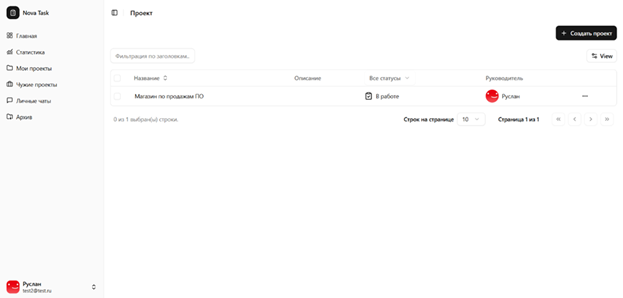 Nova Task
Проект
Создать проект
Главная
Статистика
Мои проекты
Чужие проекты
Личные чаты
Архив
Фильтрация по заголовкам..
View
Название Описание Все статусы Руководитель
Магазин по продажам ПО В работе Руслан
0 из 1 выбран(ы) строки. Строк на странице 10 Страница 1 из 1
Руслан
test2@test.ru